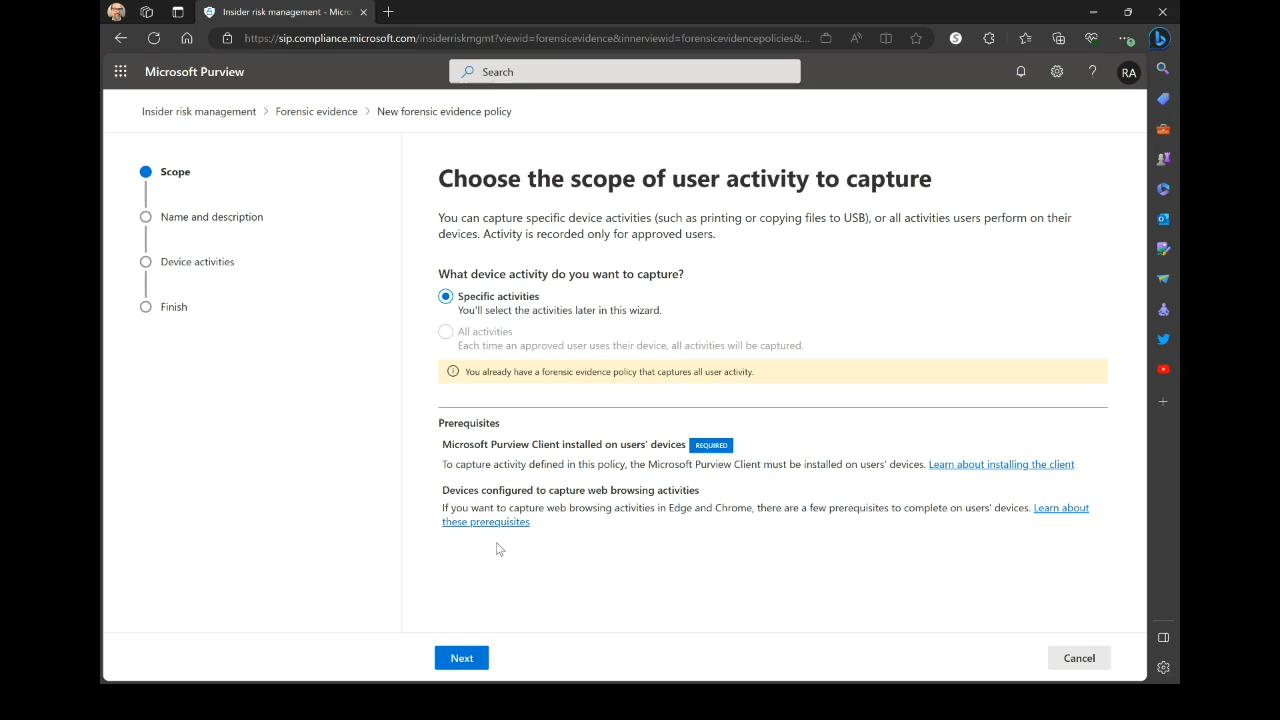 Insider risk management - Micro
https://sip.compliance.microsoft.com/insiderriskmgmt?viewid=forensicevidence&innerviewid=forensicevidencepolicies&...
Microsoft Purview
Search
RA
Insider risk management > Forensic evidence > New forensic evidence policy
Scope
Name and description
Device activities
Finish
Choose the scope of user activity to capture
You can capture specific device activities (such as printing or copying files to USB), or all activities users perform on their
devices. Activity is recorded only for approved users.
What device activity do you want to capture?
Specific activities
You'll select the activities later in this wizard.
All activities
Each time an approved user uses their device, all activities will be captured.
You already have a forensic evidence policy that captures all user activity.
Prerequisites
Microsoft Purview Client installed on users' devices REQUIRED
To capture activity defined in this policy, the Microsoft Purview Client must be installed on users' devices. Learn about installing the client
Devices configured to capture web browsing activities
If you want to capture web browsing activities in Edge and Chrome, there are a few prerequisites to complete on users' devices. Learn about
these prerequisites
Next
Cancel